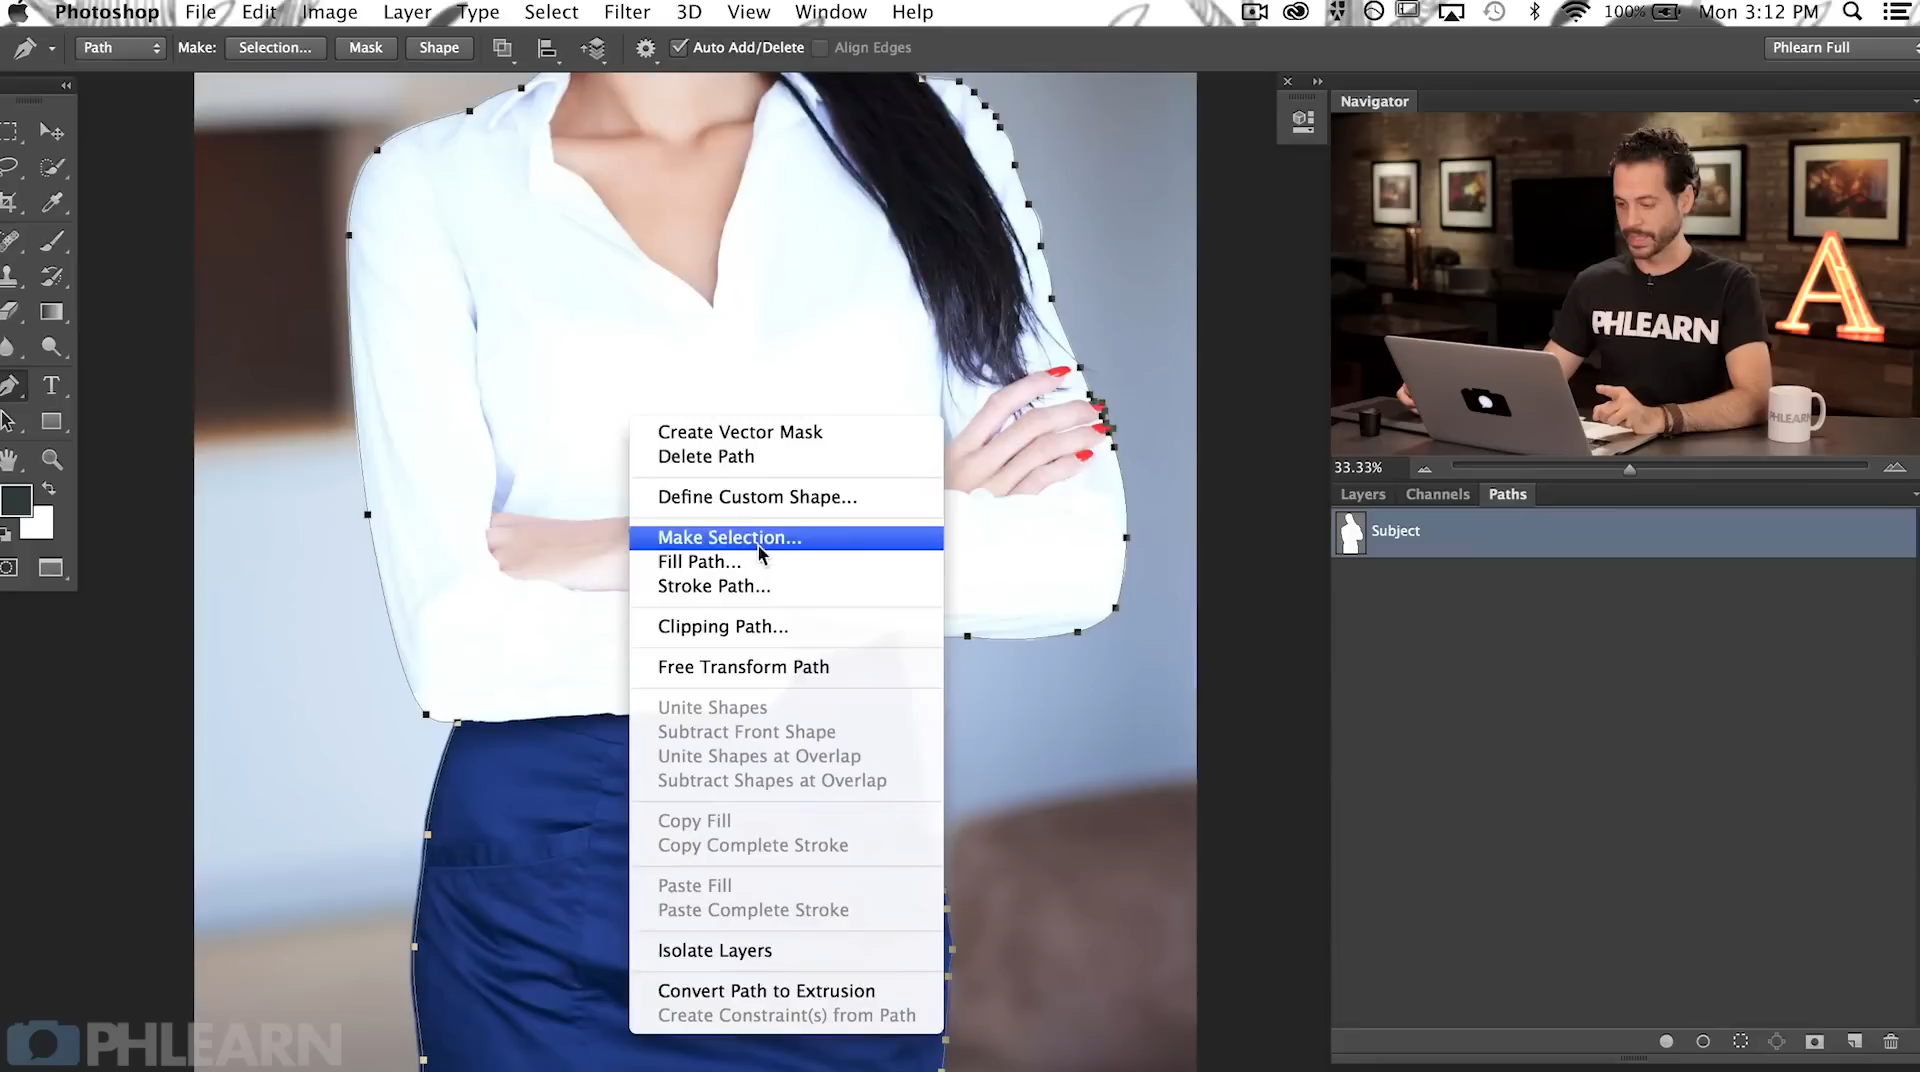 Photoshop File Edit Image Layer Type Select Filter 3D View Window Help 100% Mon 3:12 PM
Path Make: Selection... Mask Shape Auto Add/Delete Align Edges Phlearn Full
Navigator
PHLEARN
A
PHLEARN
33.33%
Layers Channels Paths
Subject
T
Create Vector Mask
Delete Path
Define Custom Shape...
Make Selection...
Fill Path...
Stroke Path...
Clipping Path...
Free Transform Path
Unite Shapes
Subtract Front Shape
Unite Shapes at Overlap
Subtract Shapes at Overlap
Copy Fill
Copy Complete Stroke
Paste Fill
Paste Complete Stroke
Isolate Layers
Convert Path to Extrusion
Create Constraint(s) from Path
PHLEARN